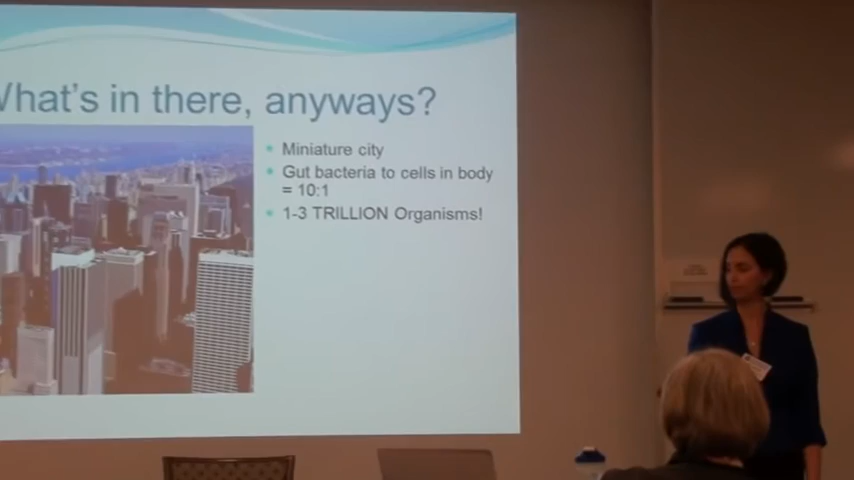 What's in there, anyways?
Miniature city
Gut bacteria to cells in body
= 10:1
1-3 TRILLION Organisms!